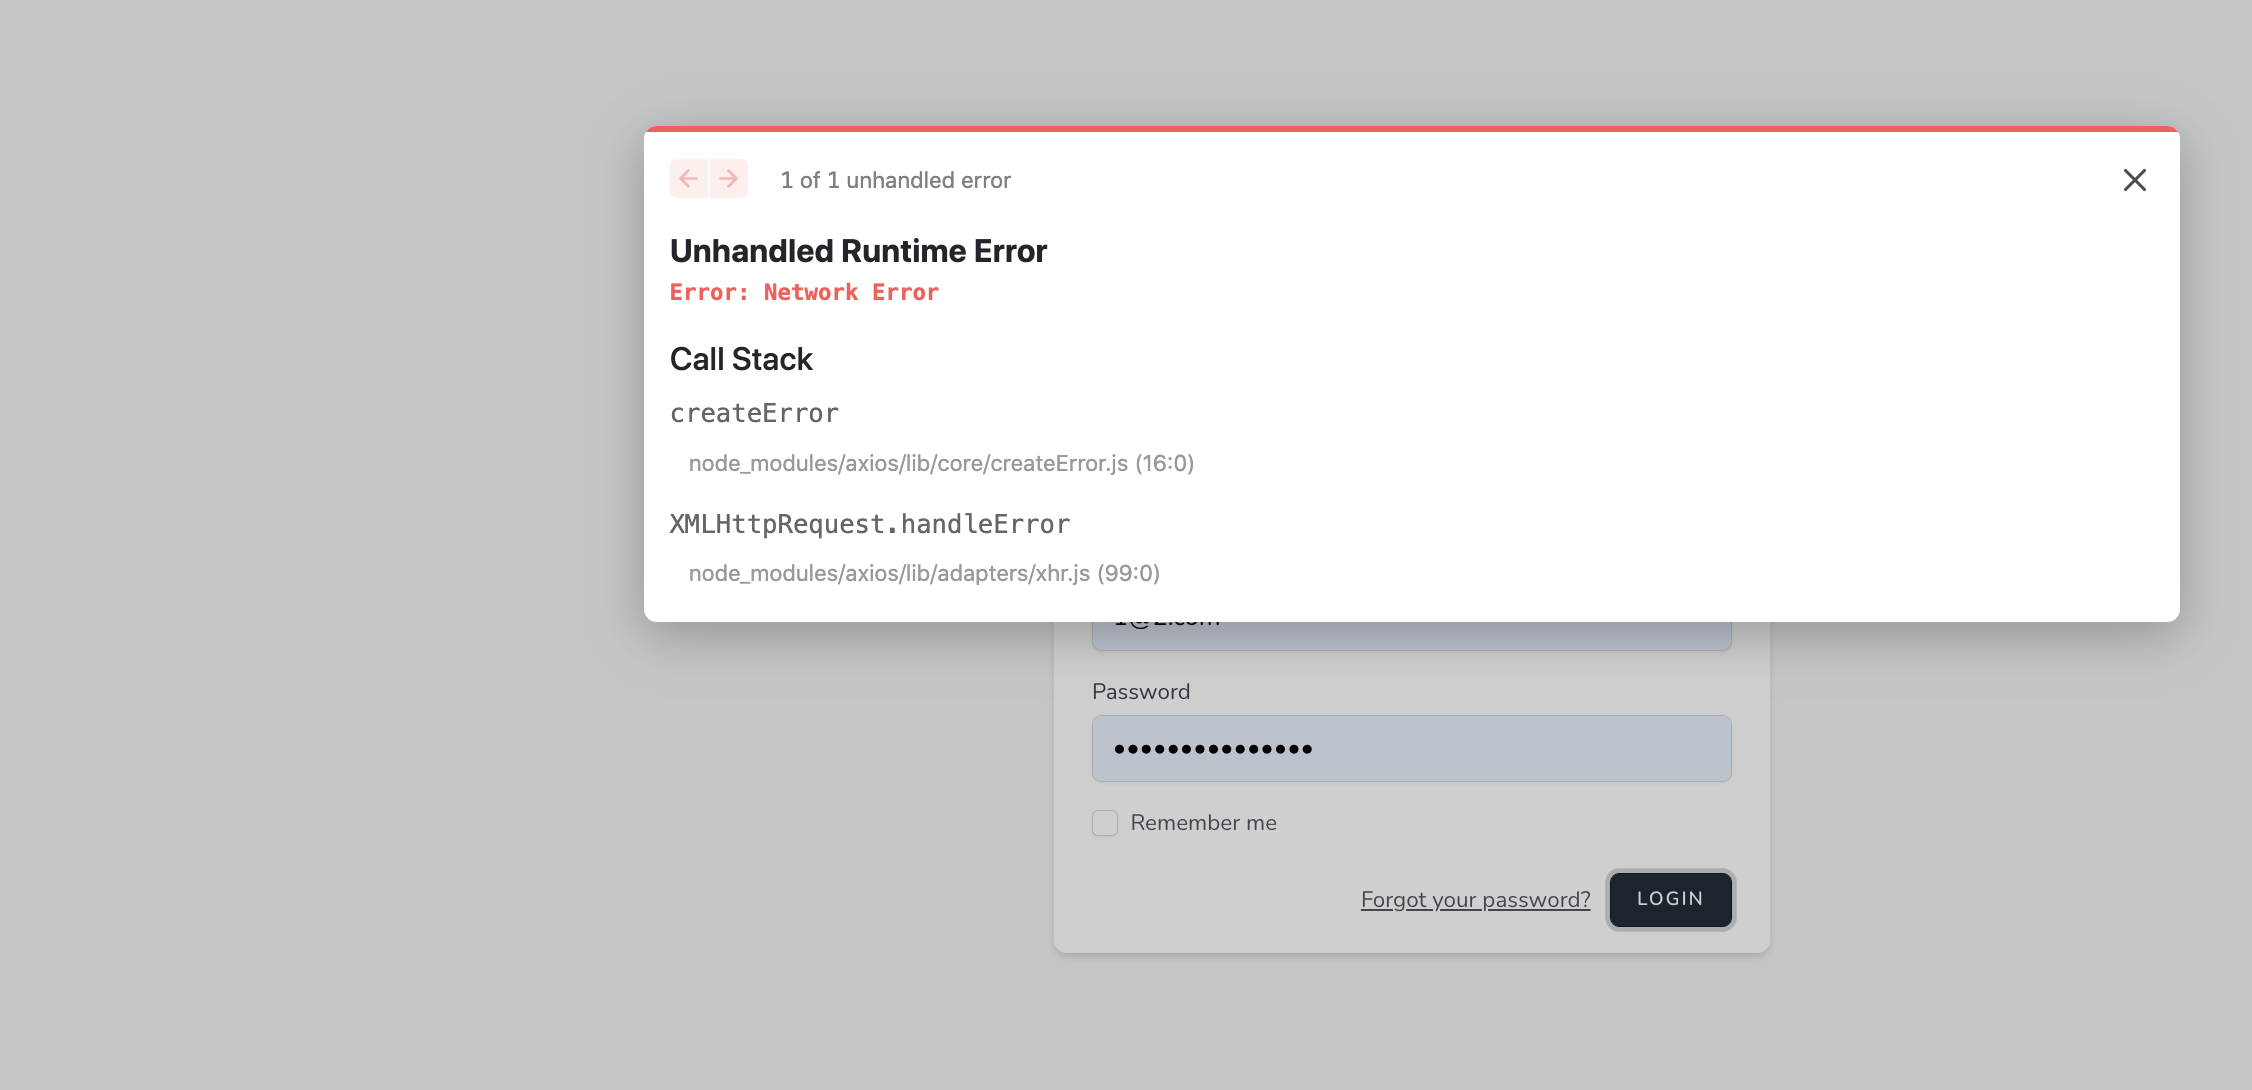 1 of 1 unhandled error
Unhandled Runtime Error
Error: Network Error
Call Stack
createError
node_modules/axios/lib/core/createError.js (16:0)
XMLHttpRequest.handleError
node_modules/axios/lib/adapters/xhr.js (99:0)
Password
•••••••••••••••
Remember me
Forgot your password?
LOGIN